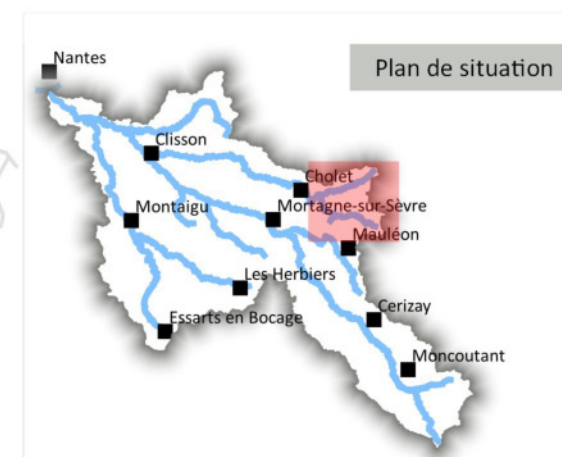 Nantes
Plan de situation
Clisson
Cholet
Montaigu
Mortagne-sur-Sèvre
Mauléon
Les Herbiers
Essarts en Bocage
Cerizay
Moncoutant